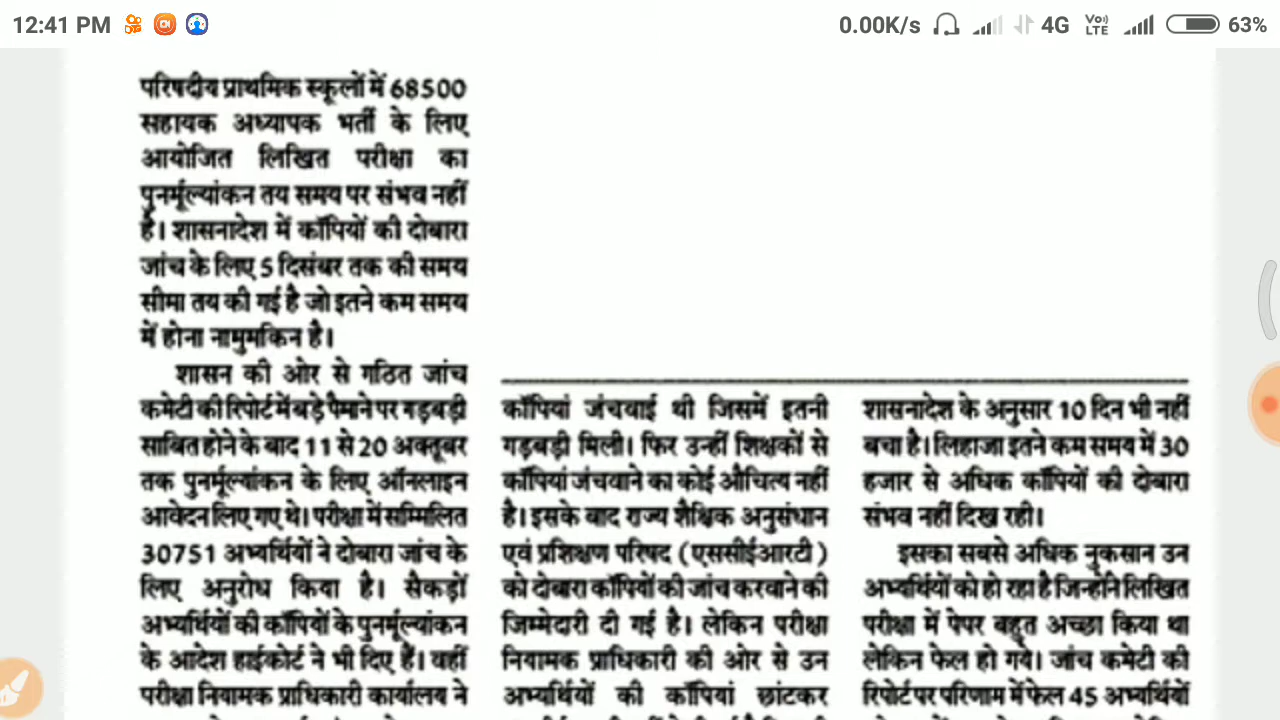 12:41 PM
0.00K/s 4G VoLTE 63%
परिषदीय प्राथमिक स्कूलों में 68500
सहायक अध्यापक भर्ती के लिए
आयोजित लिखित परीक्षा का
पुनर्मूल्यांकन तय समय पर संभव नहीं
है। शासनादेश में कॉपियों की दोबारा
जांच के लिए 5 दिसंबर तक की समय
सीमा तय की गई है जो इतने कम समय
में होना नामुमकिन है।
शासन की ओर से गठित जांच
कमेटी की रिपोर्ट में बड़े पैमाने पर गड़बड़ी
साबित होने के बाद 11 से 20 अक्तूबर
तक पुनर्मूल्यांकन के लिए ऑनलाइन
आवेदन लिए गए थे। परीक्षा में सम्मिलित
30751 अभ्यर्थियों ने दोबारा जांच के
लिए अनुरोध किया है। सैकड़ों
अभ्यर्थियों की कॉपियों के पुनर्मूल्यांकन
के आदेश हाईकोर्ट ने भी दिए हैं। वहीं
परीक्षा नियामक प्राधिकारी कार्यालय ने
कॉपियां जंचवाई थी जिसमें इतनी
गड़बड़ी मिली। फिर उन्हीं शिक्षकों से
कॉपियां जंचवाने का कोई औचित्य नहीं
है। इसके बाद राज्य शैक्षिक अनुसंधान
एवं प्रशिक्षण परिषद (एससीईआरटी)
को दोबारा कॉपियों की जांच करवाने की
जिम्मेदारी दी गई है। लेकिन परीक्षा
नियामक प्राधिकारी की ओर से उन
अभ्यर्थियों की कॉपियां छांटकर
शासनादेश के अनुसार 10 दिन भी नहीं
बचा है। लिहाजा इतने कम समय में 30
हजार से अधिक कॉपियों की दोबारा
संभव नहीं दिख रही।
इसका सबसे अधिक नुकसान उन
अभ्यर्थियों को हो रहा है जिन्होंने लिखित
परीक्षा में पेपर बहुत अच्छा किया था
लेकिन फेल हो गये। जांच कमेटी की
रिपोर्ट पर परिणाम में फेल 45 अभ्यर्थियों